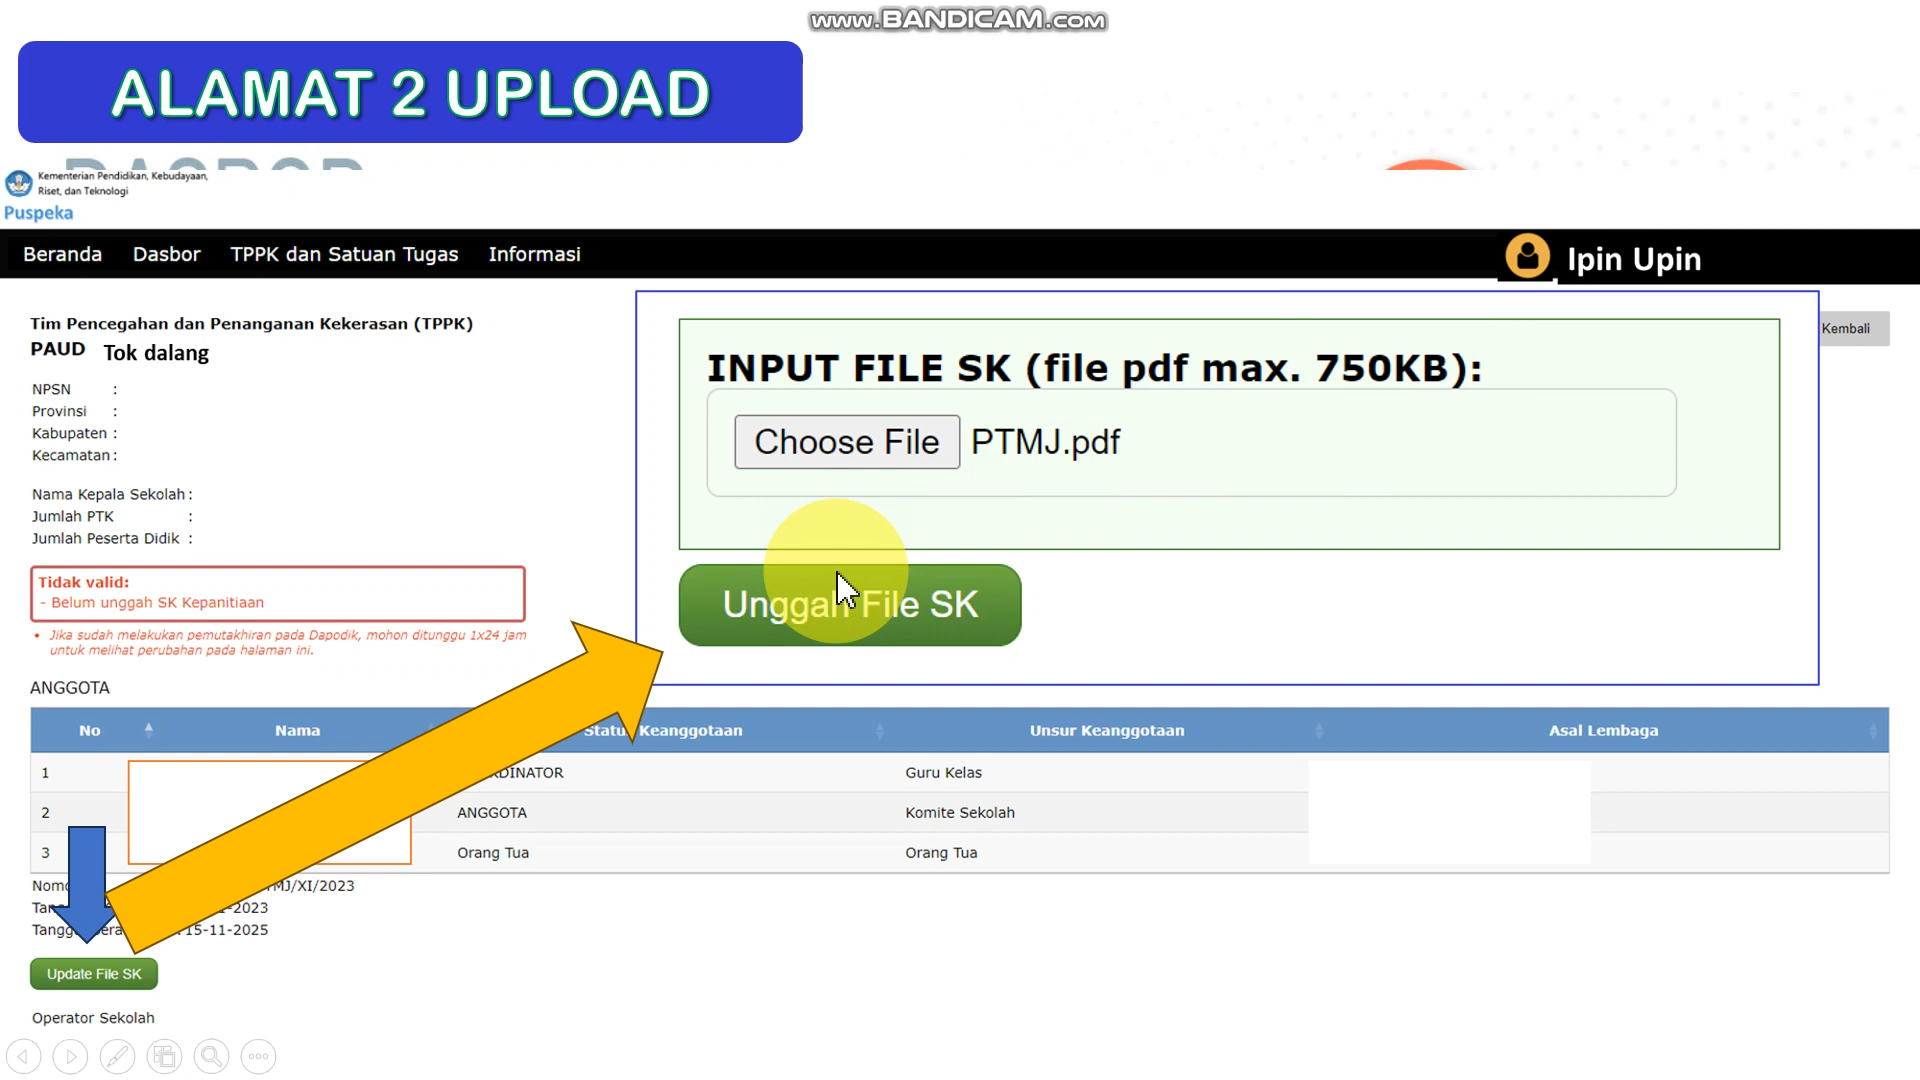 www.BANDICAM.com
ALAMAT 2 UPLOAD
Kementerian Pendidikan, Kebudayaan,
Riset, dan Teknologi
Puspeka
Beranda Dasbor TPPK dan Satuan Tugas Informasi Ipin Upin
Tim Pencegahan dan Penanganan Kekerasan (TPPK)
PAUD Tok dalang
Kembali
NPSN :
Provinsi :
Kabupaten :
Kecamatan :
Nama Kepala Sekolah :
Jumlah PTK :
Jumlah Peserta Didik :
INPUT FILE SK (file pdf max. 750KB):
Choose File PTMJ.pdf
Unggah File SK
Tidak valid:
- Belum unggah SK Kepanitiaan
• Jika sudah melakukan pemutakhiran pada Dapodik, mohon ditunggu 1x24 jam
untuk melihat perubahan pada halaman ini.
ANGGOTA
No Nama Status Keanggotaan Unsur Keanggotaan Asal Lembaga
1 Guru Kelas
2 ANGGOTA Komite Sekolah
3 Orang Tua Orang Tua
MJ/XI/2023
-2023
15-11-2025
Update File SK
Operator Sekolah